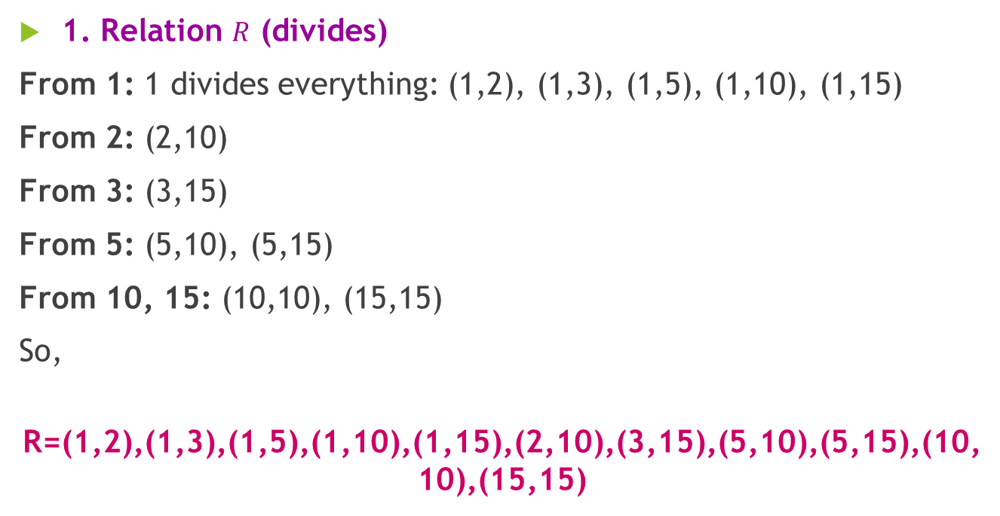 1. Relation R (divides)
From 1: 1 divides everything: (1,2), (1,3), (1,5), (1,10), (1,15)
From 2: (2,10)
From 3: (3,15)
From 5: (5,10), (5,15)
From 10, 15: (10,10), (15,15)
So,
R=(1,2),(1,3),(1,5),(1,10),(1,15),(2,10),(3,15),(5,10),(5,15),(10,
10),(15,15)